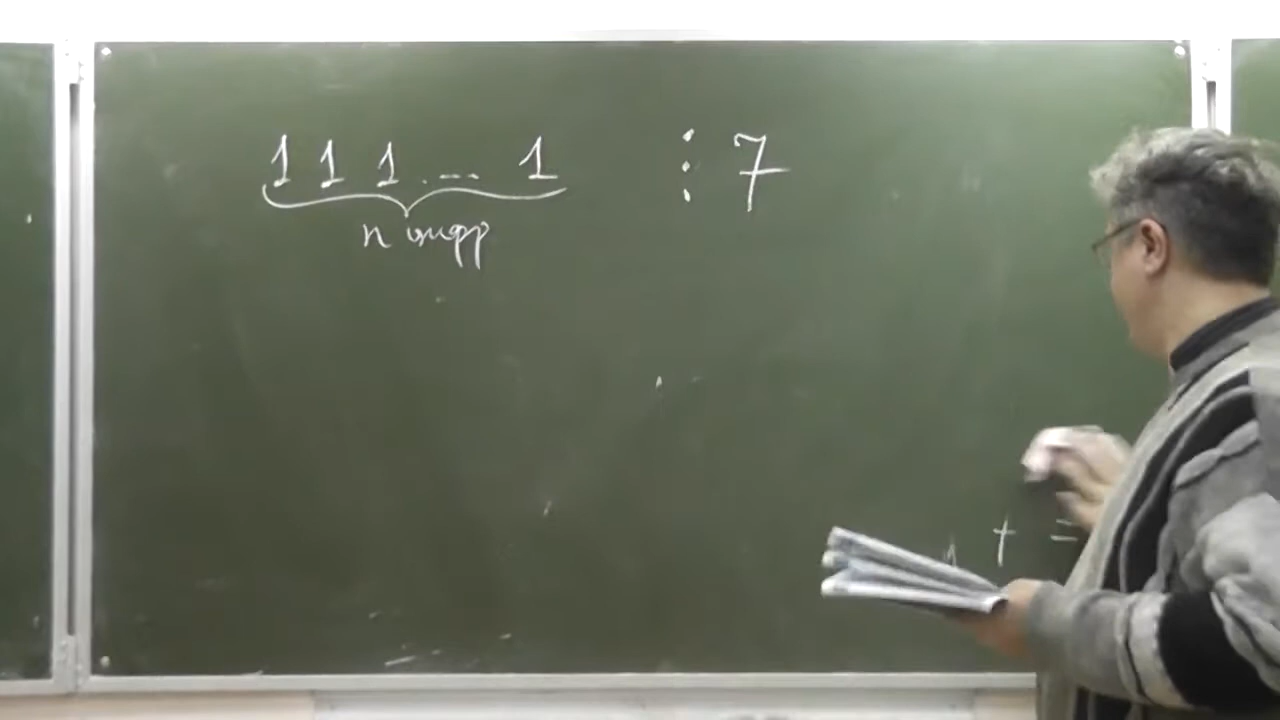 1 1 1 ... 1 ⋮ 7
n цифр
+ =